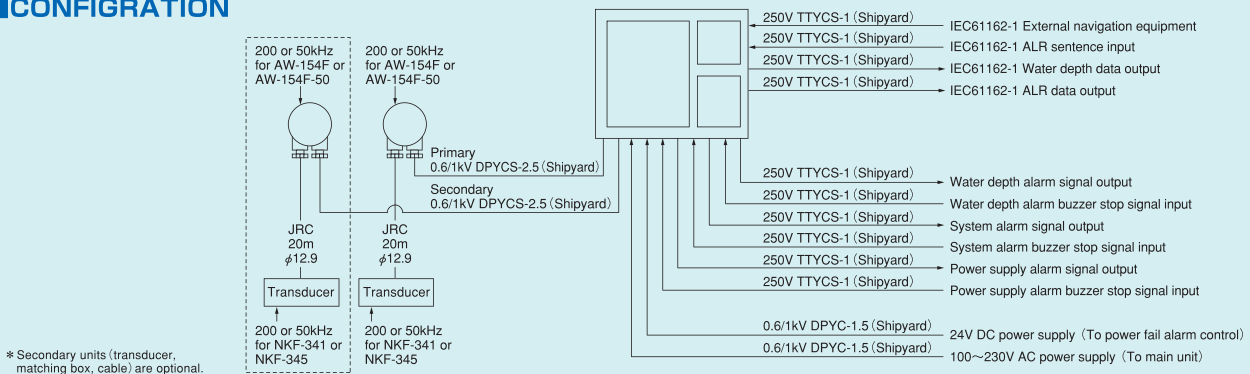 CONFIGRATION
200 or 50kHz
for AW-154F or
AW-154F-50
200 or 50kHz
for AW-154F or
AW-154F-50
Primary
0.6/1kV DPYCS-2.5 (Shipyard)
Secondary
0.6/1kV DPYCS-2.5 (Shipyard)
JRC
20m
φ12.9
JRC
20m
φ12.9
Transducer
Transducer
200 or 50kHz
for NKF-341 or
NKF-345
200 or 50kHz
for NKF-341 or
NKF-345
* Secondary units (transducer,
matching box, cable) are optional.
250V TTYCS-1 (Shipyard)
IEC61162-1 External navigation equipment
250V TTYCS-1 (Shipyard)
IEC61162-1 ALR sentence input
250V TTYCS-1 (Shipyard)
IEC61162-1 Water depth data output
250V TTYCS-1 (Shipyard)
IEC61162-1 ALR data output
250V TTYCS-1 (Shipyard)
Water depth alarm signal output
250V TTYCS-1 (Shipyard)
Water depth alarm buzzer stop signal input
250V TTYCS-1 (Shipyard)
System alarm signal output
250V TTYCS-1 (Shipyard)
System alarm buzzer stop signal input
250V TTYCS-1 (Shipyard)
Power supply alarm signal output
250V TTYCS-1 (Shipyard)
Power supply alarm buzzer stop signal input
0.6/1kV DPYC-1.5 (Shipyard)
24V DC power supply (To power fail alarm control)
0.6/1kV DPYC-1.5 (Shipyard)
100~230V AC power supply (To main unit)